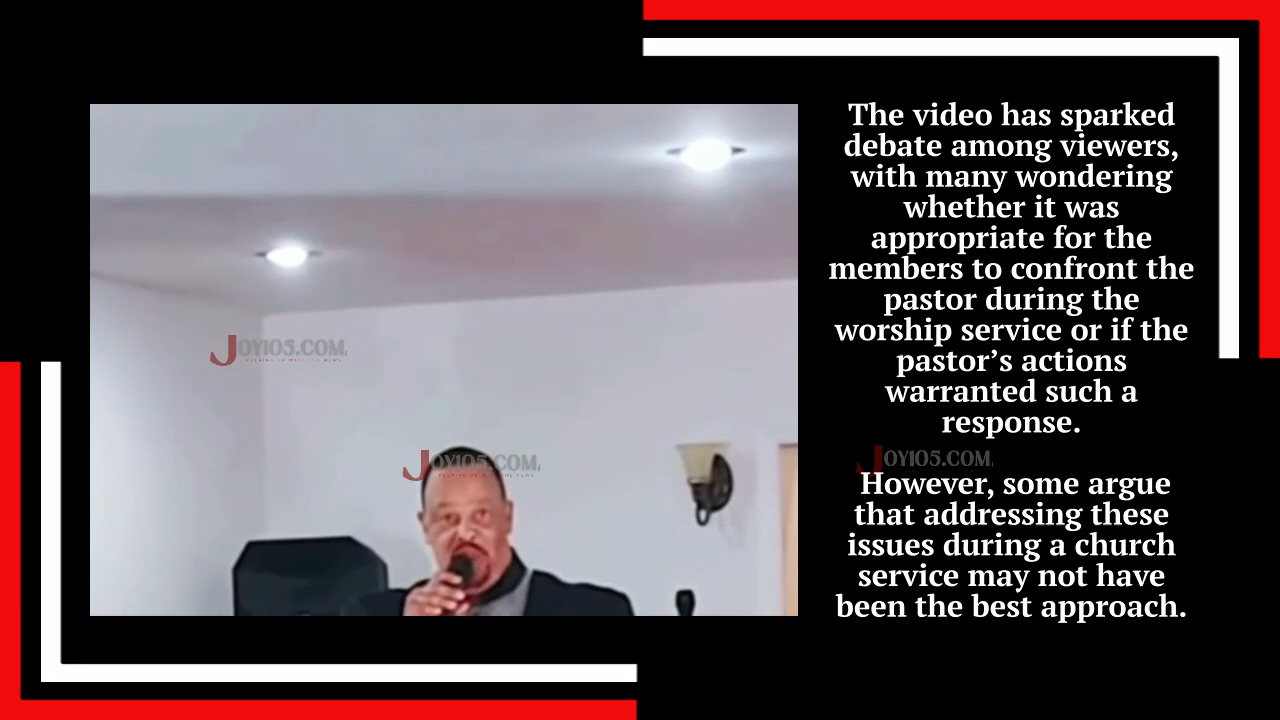 The video has sparked
debate among viewers,
with many wondering
whether it was
appropriate for the
members to confront the
pastor during the
worship service or if the
pastor’s actions
warranted such a
response.
However, some argue
that addressing these
issues during a church
service may not have
been the best approach.
JOY105.COM
JOY105.COM
JOY105.COM